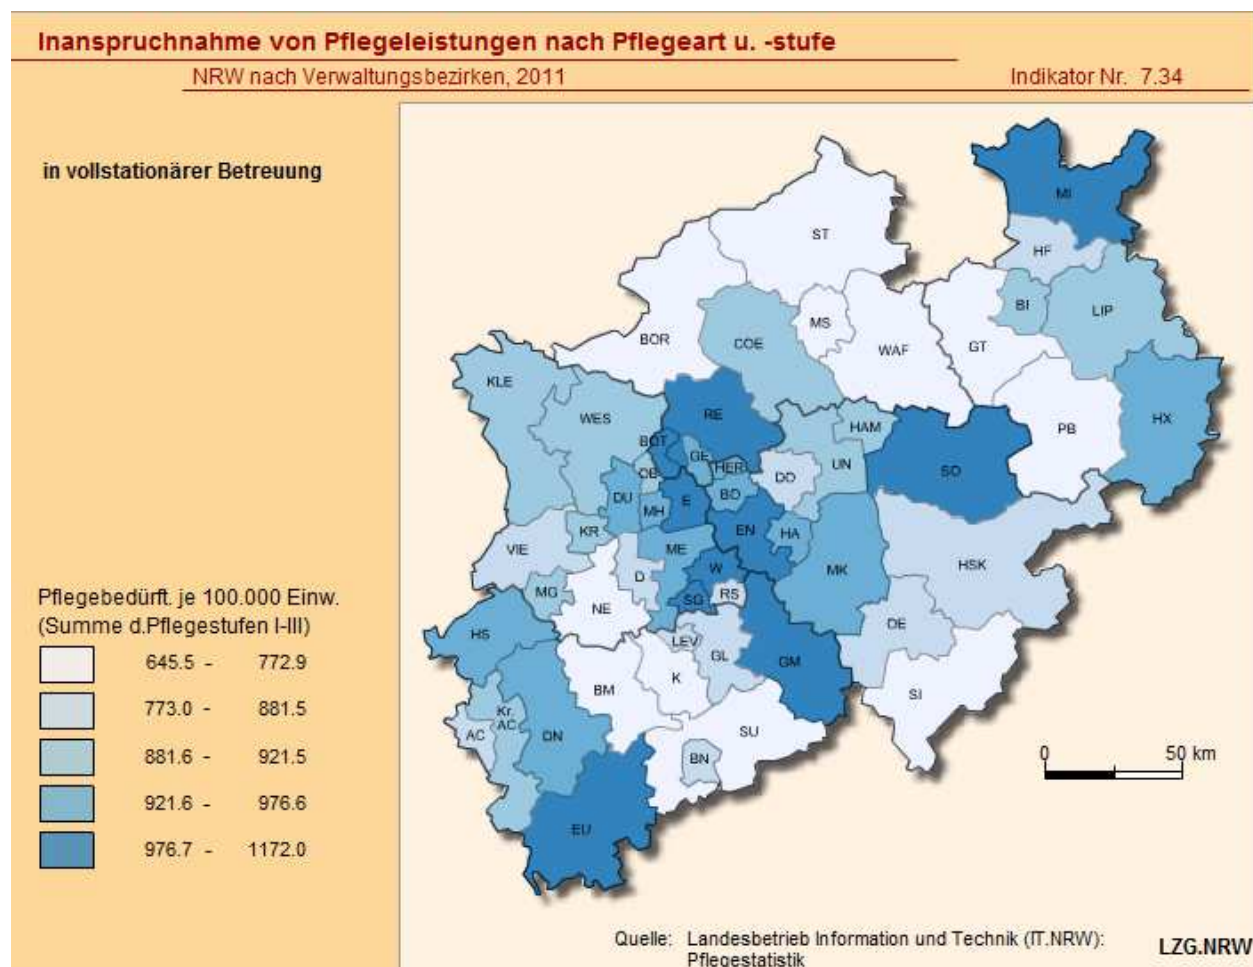 Inanspruchnahme von Pflegeleistungen nach Pflegeart u. -stufe
NRW nach Verwaltungsbezirken, 2011
Indikator Nr. 7.34
in vollstationärer Betreuung
MI
ST
HF
BI
LIP
MS
BOR
COE
WAF
GT
KLE
WES
RE
HAM
PB
HX
BOT
GE
HER
OB
DO
UN
SO
DU
MH
E
BO
EN
HA
KR
VIE
ME
W
MK
HSK
D
MG
NE
SG
RS
DE
HS
LEV
GL
GM
BM
K
SI
Kr.
AC
AC
DN
SU
BN
EU
Pflegebedürft. je 100.000 Einw.
(Summe d.Pflegestufen I-III)
645.5 - 772.9
773.0 - 881.5
881.6 - 921.5
921.6 - 976.6
976.7 - 1172.0
0 50 km
Quelle: Landesbetrieb Information und Technik (IT.NRW):
Pflegestatistik
LZG.NRW